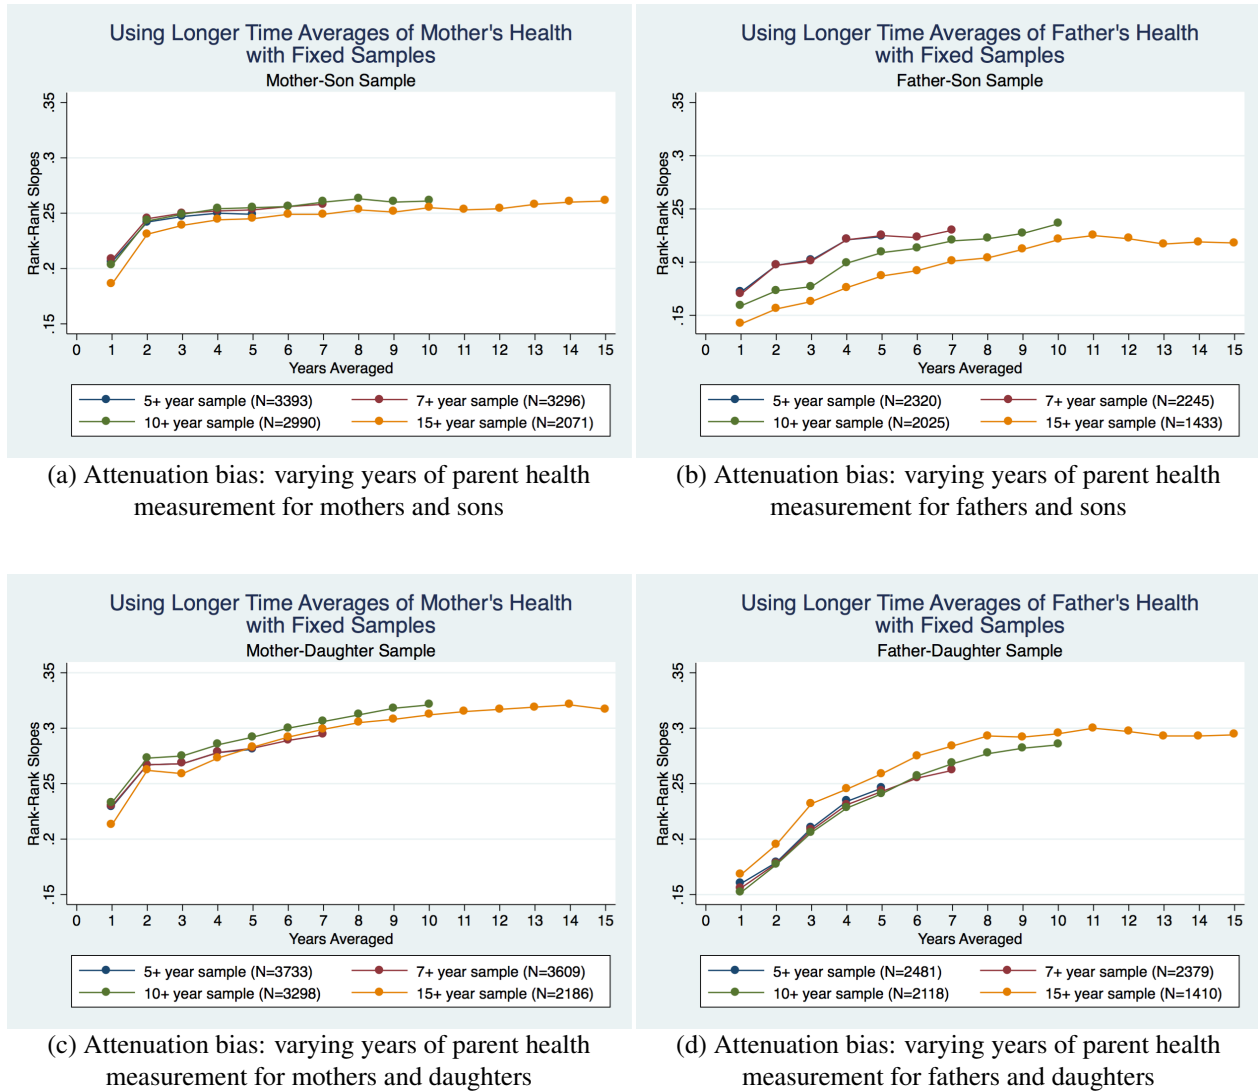 Using Longer Time Averages of Mother's Health
with Fixed Samples
Mother-Son Sample
Rank-Rank Slopes
.35
.3
.25
.2
.15
0 1 2 3 4 5 6 7 8 9 10 11 12 13 14 15
Years Averaged
5+ year sample (N=3393) 7+ year sample (N=3296)
10+ year sample (N=2990) 15+ year sample (N=2071)
(a) Attenuation bias: varying years of parent health
measurement for mothers and sons
Using Longer Time Averages of Father's Health
with Fixed Samples
Father-Son Sample
Rank-Rank Slopes
.35
.3
.25
.2
.15
0 1 2 3 4 5 6 7 8 9 10 11 12 13 14 15
Years Averaged
5+ year sample (N=2320) 7+ year sample (N=2245)
10+ year sample (N=2025) 15+ year sample (N=1433)
(b) Attenuation bias: varying years of parent health
measurement for fathers and sons
Using Longer Time Averages of Mother's Health
with Fixed Samples
Mother-Daughter Sample
Rank-Rank Slopes
.35
.3
.25
.2
.15
0 1 2 3 4 5 6 7 8 9 10 11 12 13 14 15
Years Averaged
5+ year sample (N=3733) 7+ year sample (N=3609)
10+ year sample (N=3298) 15+ year sample (N=2186)
(c) Attenuation bias: varying years of parent health
measurement for mothers and daughters
Using Longer Time Averages of Father's Health
with Fixed Samples
Father-Daughter Sample
Rank-Rank Slopes
.35
.3
.25
.2
.15
0 1 2 3 4 5 6 7 8 9 10 11 12 13 14 15
Years Averaged
5+ year sample (N=2481) 7+ year sample (N=2379)
10+ year sample (N=2118) 15+ year sample (N=1410)
(d) Attenuation bias: varying years of parent health
measurement for fathers and daughters